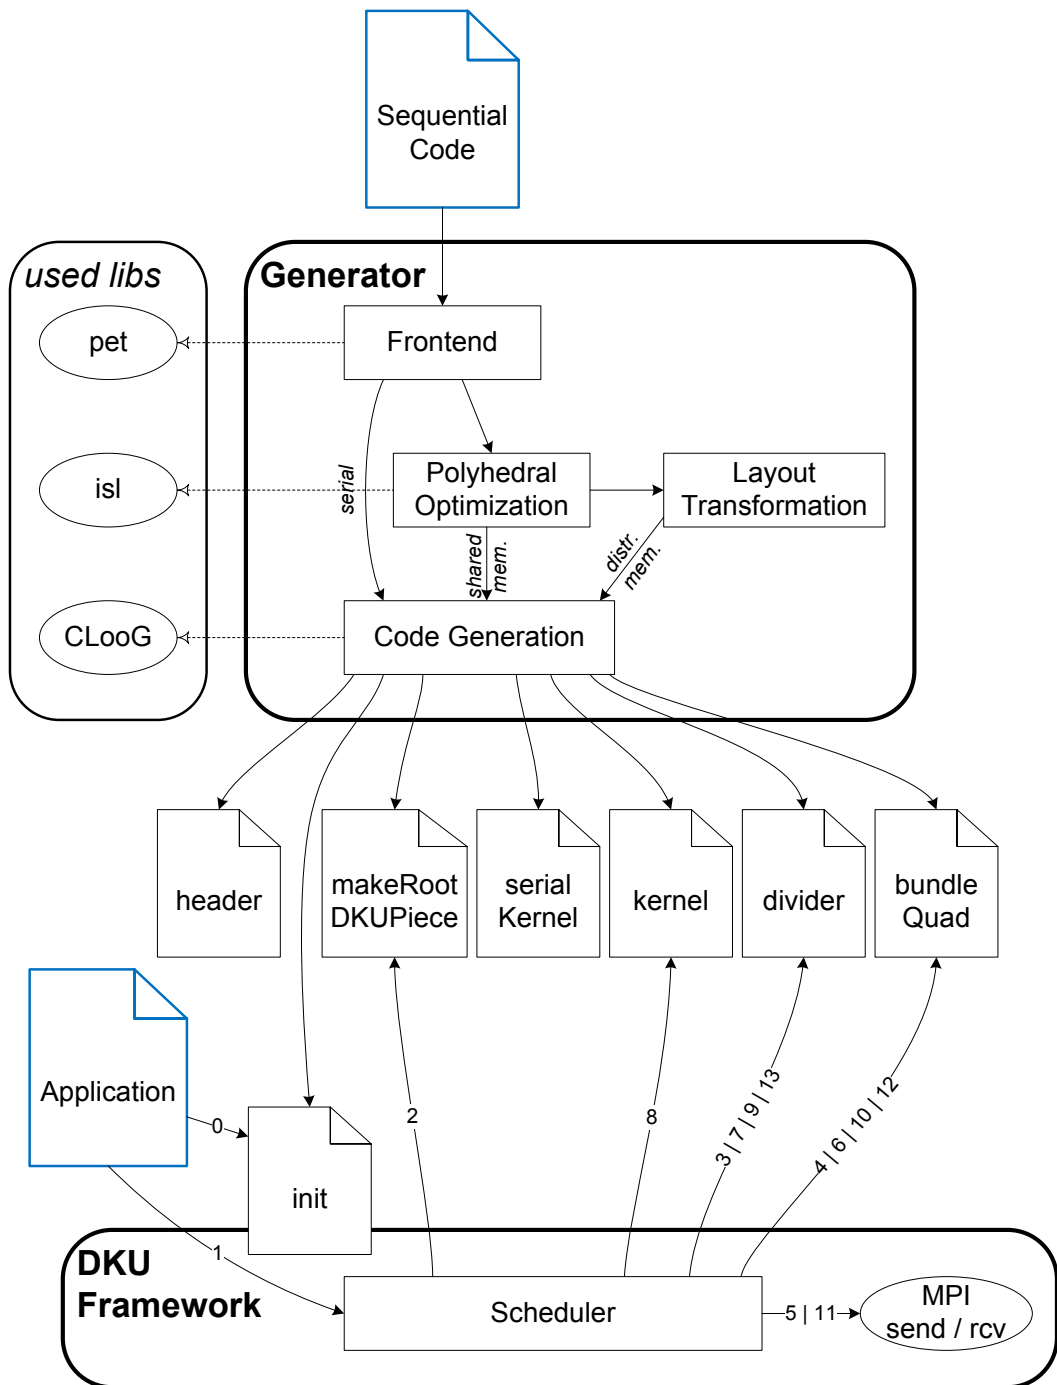 Sequential
Code
used libs
Generator
pet
Frontend
serial
isl
Polyhedral
Optimization
Layout
Transformation
shared
mem.
distr.
mem.
CLooG
Code Generation
header
makeRoot
DKUPiece
serial
Kernel
kernel
divider
bundle
Quad
Application
0
init
2
8
3 | 7 | 9 | 13
4 | 6 | 10 | 12
1
DKU
Framework
Scheduler
5 | 11
MPI
send / rcv